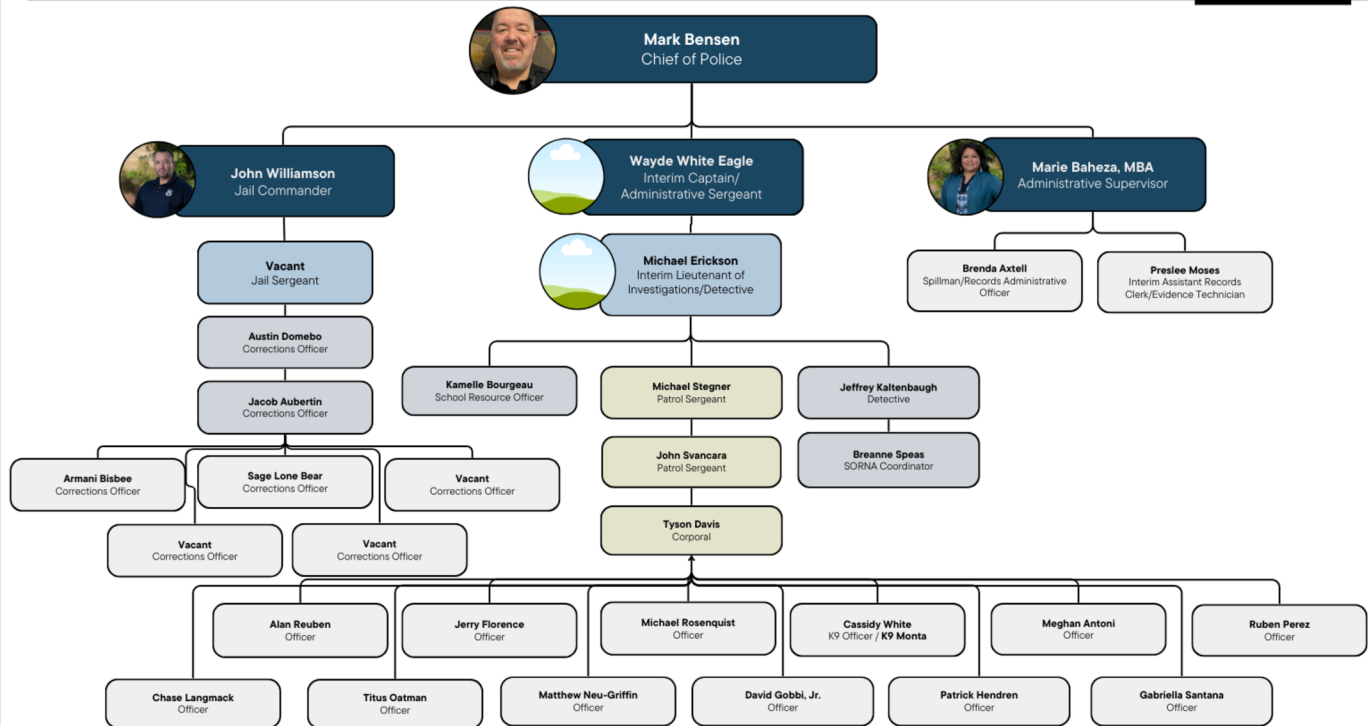 Mark Bensen
Chief of Police
John Williamson
Jail Commander
Wayde White Eagle
Interim Captain/
Administrative Sergeant
Marie Baheza, MBA
Administrative Supervisor
Vacant
Jail Sergeant
Michael Erickson
Interim Lieutenant of
Investigations/Detective
Brenda Axtell
Spillman/Records Administrative
Officer
Preslee Moses
Interim Assistant Records
Clerk/Evidence Technician
Austin Domebo
Corrections Officer
Jacob Aubertin
Corrections Officer
Kamelle Bourgeau
School Resource Officer
Michael Stegner
Patrol Sergeant
Jeffrey Kaltenbaugh
Detective
John Svancara
Patrol Sergeant
Breanne Speas
SORNA Coordinator
Armani Bisbee
Corrections Officer
Sage Lone Bear
Corrections Officer
Vacant
Corrections Officer
Vacant
Corrections Officer
Vacant
Corrections Officer
Tyson Davis
Corporal
Alan Reuben
Officer
Jerry Florence
Officer
Michael Rosenquist
Officer
Cassidy White
K9 Officer / K9 Monta
Meghan Antoni
Officer
Ruben Perez
Officer
Chase Langmack
Officer
Titus Oatman
Officer
Matthew Neu-Griffin
Officer
David Gobbi, Jr.
Officer
Patrick Hendren
Officer
Gabriella Santana
Officer